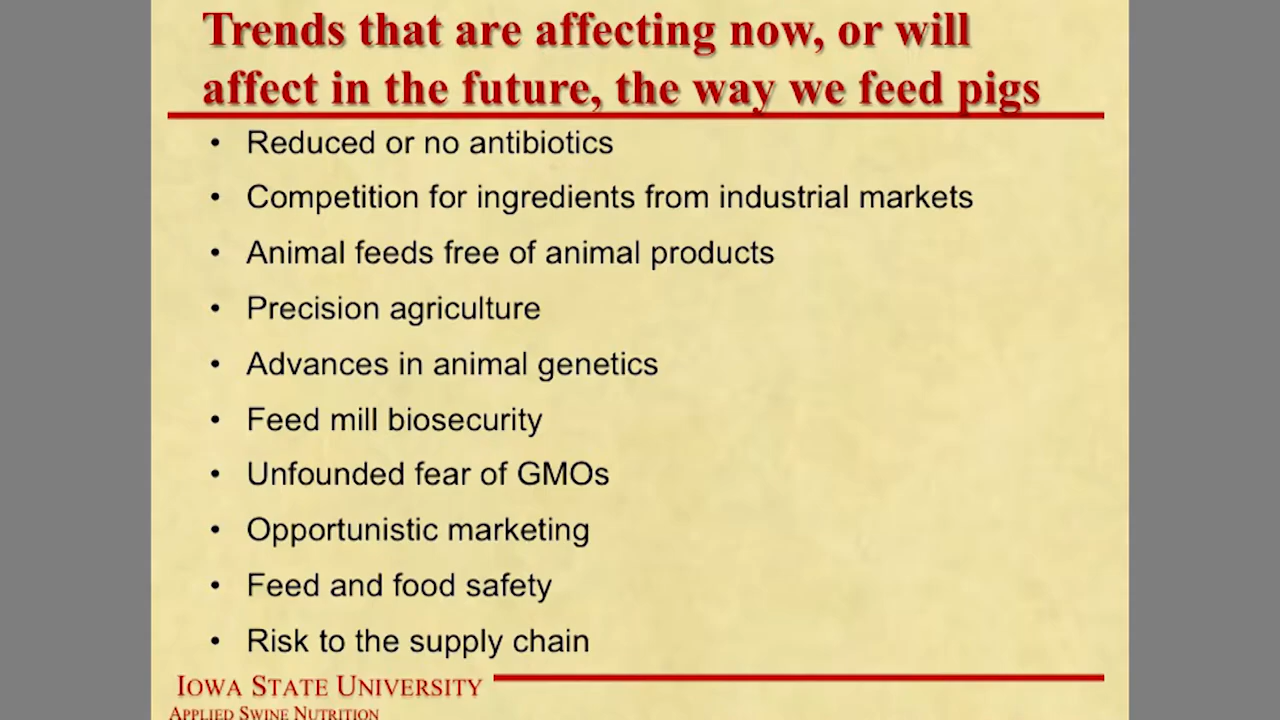 Trends that are affecting now, or will
affect in the future, the way we feed pigs
• Reduced or no antibiotics
• Competition for ingredients from industrial markets
• Animal feeds free of animal products
• Precision agriculture
• Advances in animal genetics
• Feed mill biosecurity
• Unfounded fear of GMOs
• Opportunistic marketing
• Feed and food safety
• Risk to the supply chain
IOWA STATE UNIVERSITY
APPLIED SWINE NUTRITION